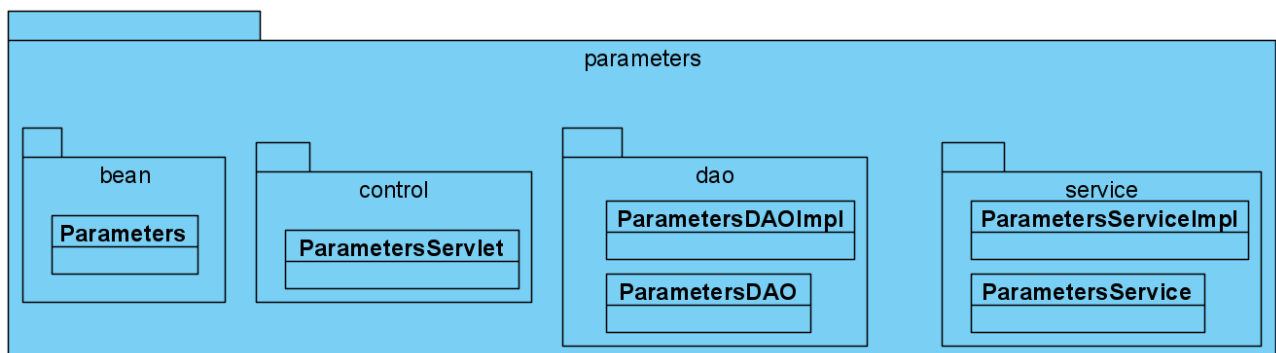 parameters
bean
Parameters
control
ParametersServlet
dao
ParametersDAOImpl
ParametersDAO
service
ParametersServiceImpl
ParametersService